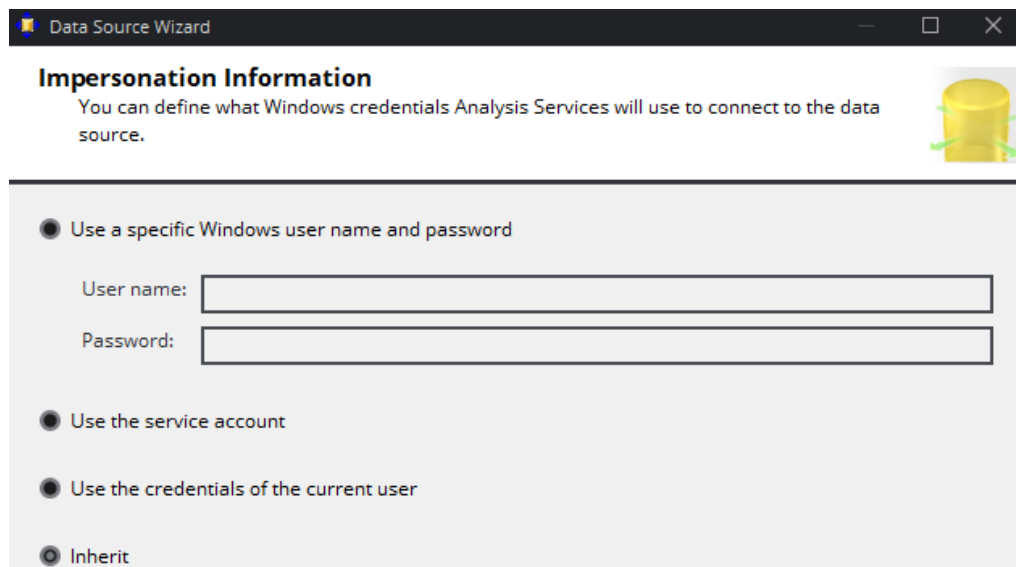 Data Source Wizard
Impersonation Information
You can define what Windows credentials Analysis Services will use to connect to the data
source.
Use a specific Windows user name and password
User name:
Password:
Use the service account
Use the credentials of the current user
Inherit